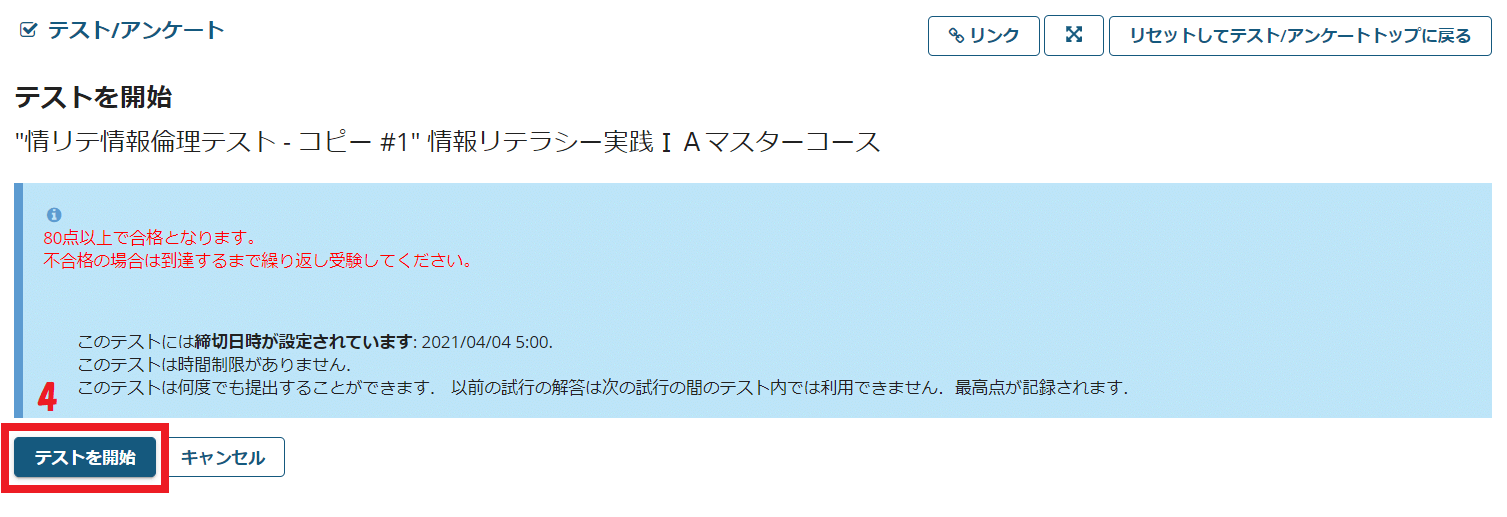 テスト/アンケート
リンク
リセットしてテスト/アンケートトップに戻る
テストを開始
"情リテ情報倫理テスト - コピー #1" 情報リテラシー実践ⅠＡマスターコース
80点以上で合格となります。
不合格の場合は到達するまで繰り返し受験してください。
このテストには締切日時が設定されています: 2021/04/04 5:00.
このテストは時間制限がありません．
このテストは何度でも提出することができます． 以前の試行の解答は次の試行の間のテスト内では利用できません．最高点が記録されます．
4
テストを開始
キャンセル